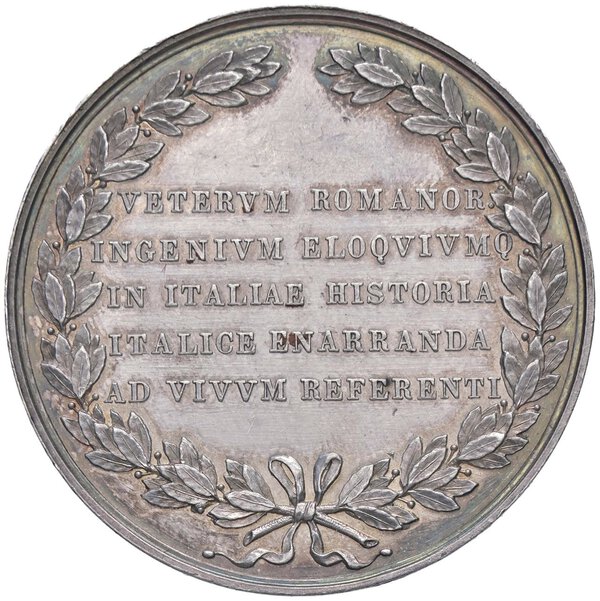 VETERVM ROMANOR.
INGENIVM ELOQVIVMQ
IN ITALIAE HISTORIA
ITALICE ENARRANDA
AD VIVVM REFERENTI